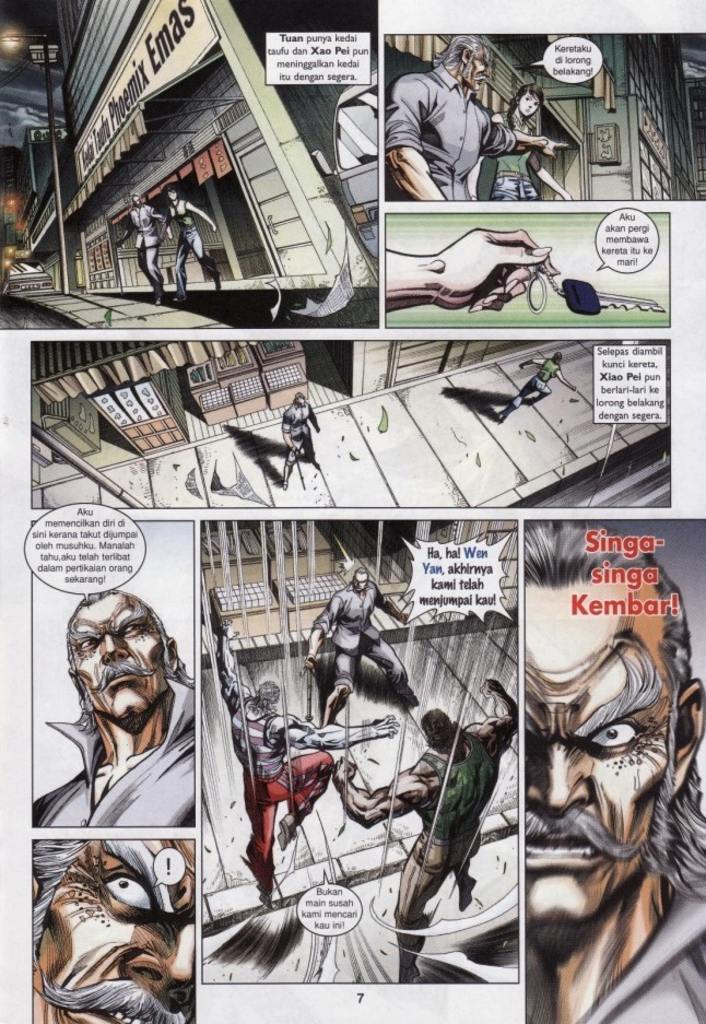 Kedai Tauhu Phoenix Emas
Tuan punya kedai
taufu dan Xao Pei pun
meninggalkan kedai
itu dengan segera.
Keretaku
di lorong
belakang!
Aku
akan pergi
membawa
kereta itu ke
mari!
Selepas diambil
kunci kereta,
Xiao Pei pun
berlari-lari ke
lorong belakang
dengan segera.
Aku
memencilkan diri di
sini kerana takut dijumpai
oleh musuhku. Manalah
tahu,aku telah terlibat
dalam pertikaian orang
sekarang!
!
Ha, ha! Wen
Yan, akhirnya
kami telah
menjumpai kau!
Bukan
main susah
kami mencari
kau ini!
Singa-
singa
Kembar!
7